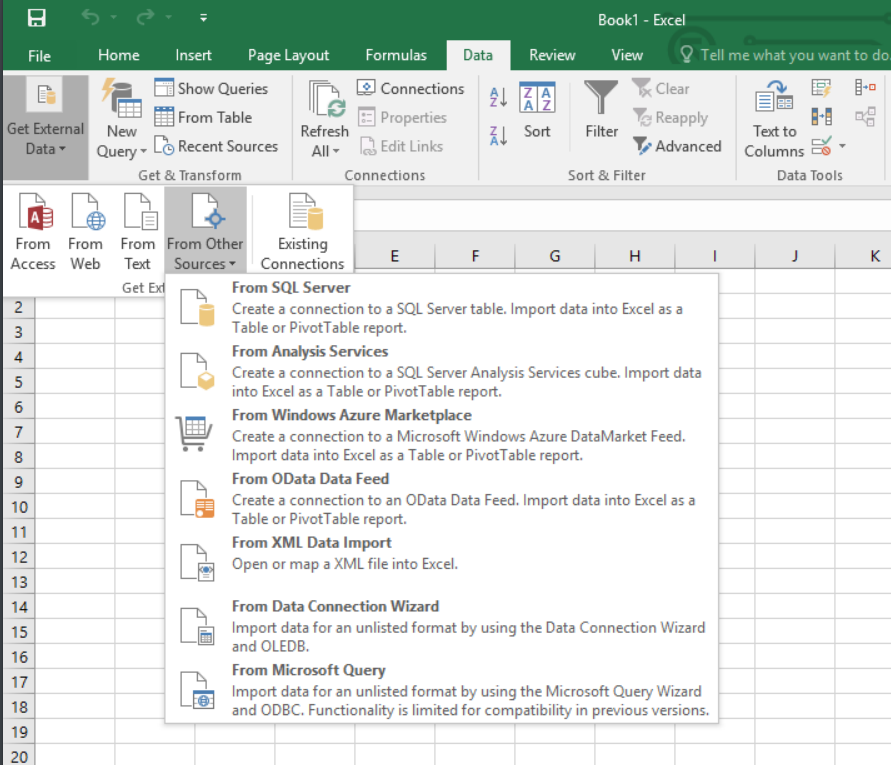 Book1 - Excel
File Home Insert Page Layout Formulas Data Review View Tell me what you want to do
Get External
Data
New
Query
Show Queries
From Table
Recent Sources
Get & Transform
Refresh
All
Connections
Properties
Edit Links
Connections
A
Z
Z
A
Z A
A Z
Sort
Filter
Clear
Reapply
Advanced
Sort & Filter
Text to
Columns
Data Tools
A
From
Access
From
Web
From
Text
From Other
Sources
Existing
Connections
Get Ext
E F G H I J K
From SQL Server
Create a connection to a SQL Server table. Import data into Excel as a
Table or PivotTable report.
From Analysis Services
Create a connection to a SQL Server Analysis Services cube. Import data
into Excel as a Table or PivotTable report.
From Windows Azure Marketplace
Create a connection to a Microsoft Windows Azure DataMarket Feed.
Import data into Excel as a Table or PivotTable report.
From OData Data Feed
Create a connection to an OData Data Feed. Import data into Excel as a
Table or PivotTable report.
From XML Data Import
Open or map a XML file into Excel.
From Data Connection Wizard
Import data for an unlisted format by using the Data Connection Wizard
and OLEDB.
From Microsoft Query
Import data for an unlisted format by using the Microsoft Query Wizard
and ODBC. Functionality is limited for compatibility in previous versions.
2
3
4
5
6
7
8
9
10
11
12
13
14
15
16
17
18
19
20